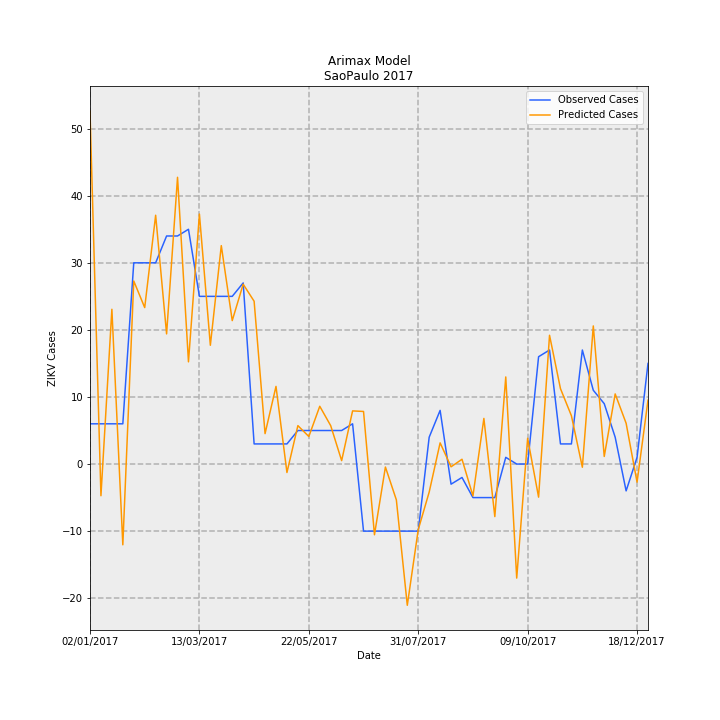 Arimax Model
SaoPaulo 2017
Observed Cases
Predicted Cases
50
40
30
20
10
0
−10
−20
ZIKV Cases
02/01/2017 13/03/2017 22/05/2017 31/07/2017 09/10/2017 18/12/2017
Date